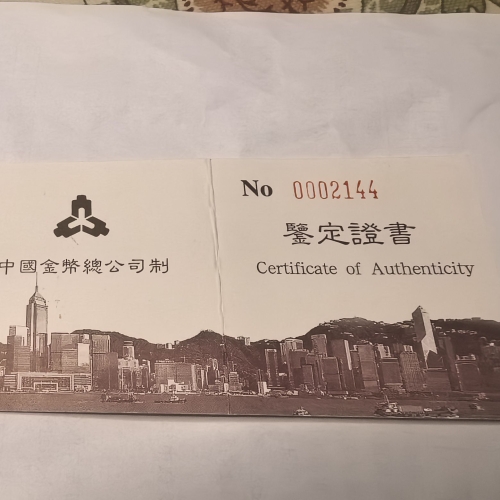 No 0002144
鑒定證書
Certificate of Authenticity
中國金幣總公司制